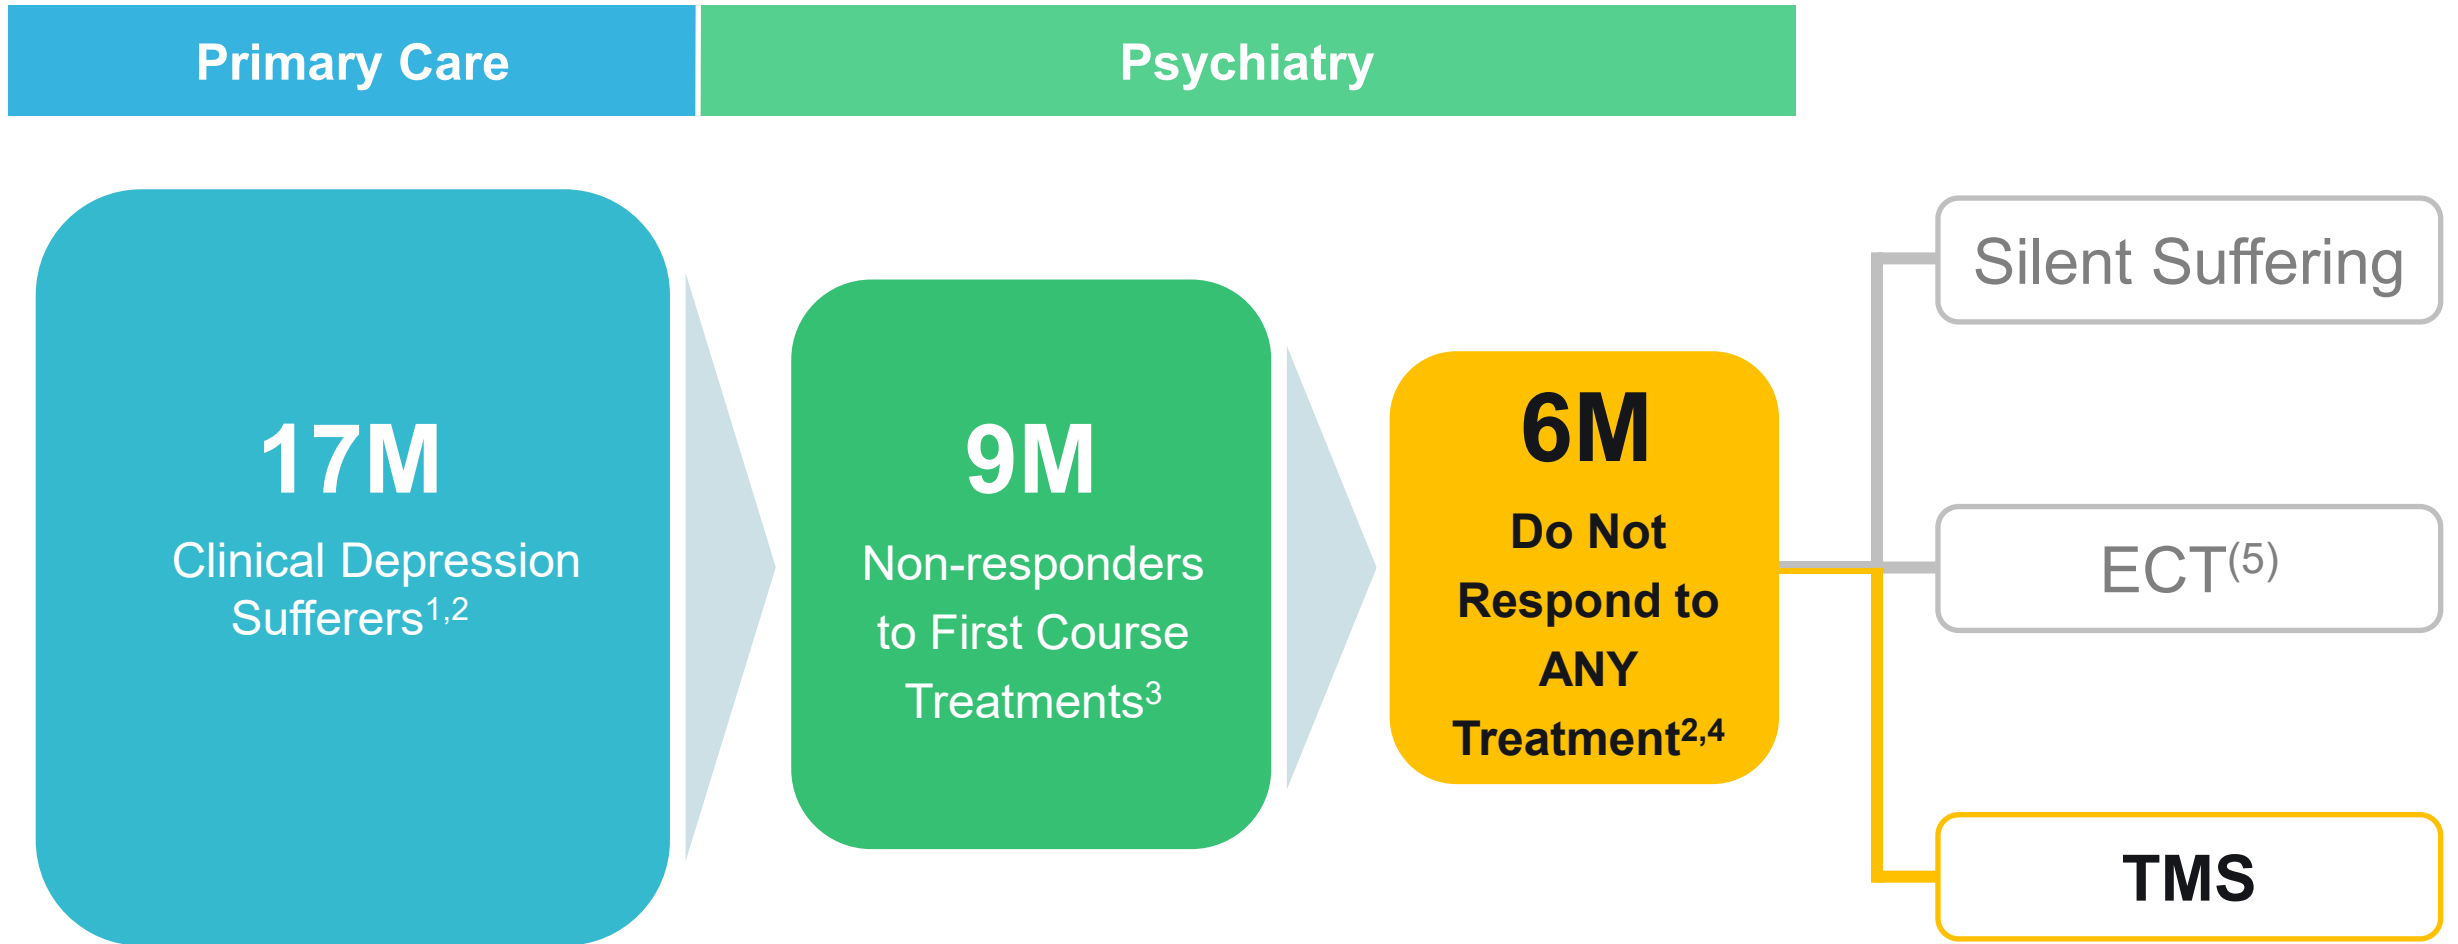 Primary Care
Psychiatry
17M
Clinical Depression
Sufferers1,2
9M
Non-responders
to First Course
Treatments3
6M
Do Not
Respond to
ANY
Treatment2,4
Silent Suffering
ECT(5)
TMS